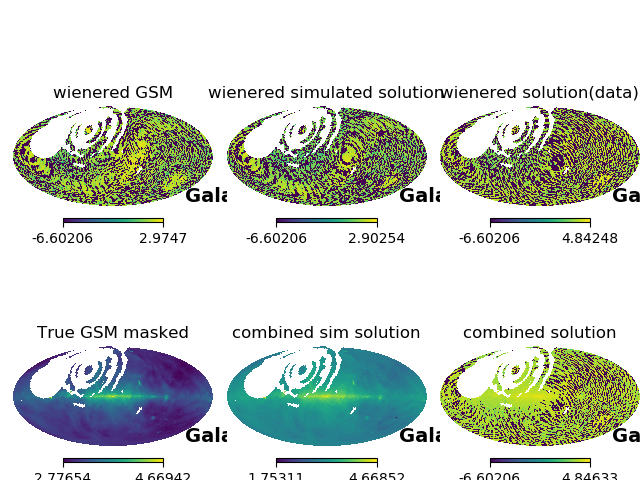 wienered GSM
wienered simulated solution
wienered solution(data)
Gala
Gala
Ga
-6.60206 2.9747
-6.60206 2.90254
-6.60206 4.84248
True GSM masked
combined sim solution
combined solution
Gala
Gala
Ga
2.77654 4.66942
1.75311 4.66852
-6.60206 4.84633